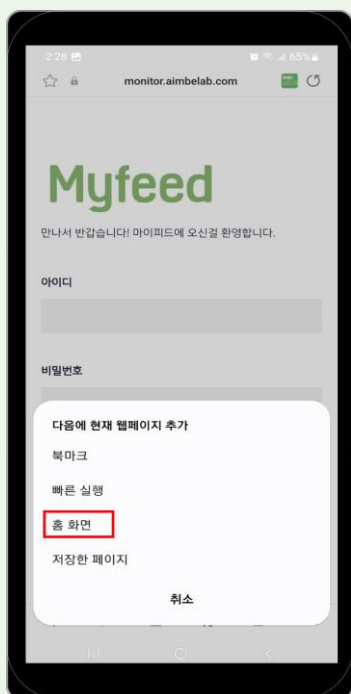 2:28
65%
monitor.aimbelab.com
Myfeed
만나서 반갑습니다! 마이피드에 오신걸 환영합니다.
아이디
비밀번호
다음에 현재 웹페이지 추가
북마크
빠른 실행
홈 화면
저장한 페이지
취소